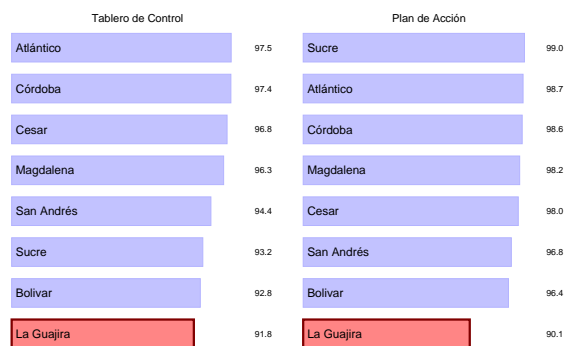 Tablero de Control
Atlántico 97.5
Córdoba 97.4
Cesar 96.8
Magdalena 96.3
San Andrés 94.4
Sucre 93.2
Bolivar 92.8
La Guajira 91.8
Plan de Acción
Sucre 99.0
Atlántico 98.7
Córdoba 98.6
Magdalena 98.2
Cesar 98.0
San Andrés 96.8
Bolivar 96.4
La Guajira 90.1